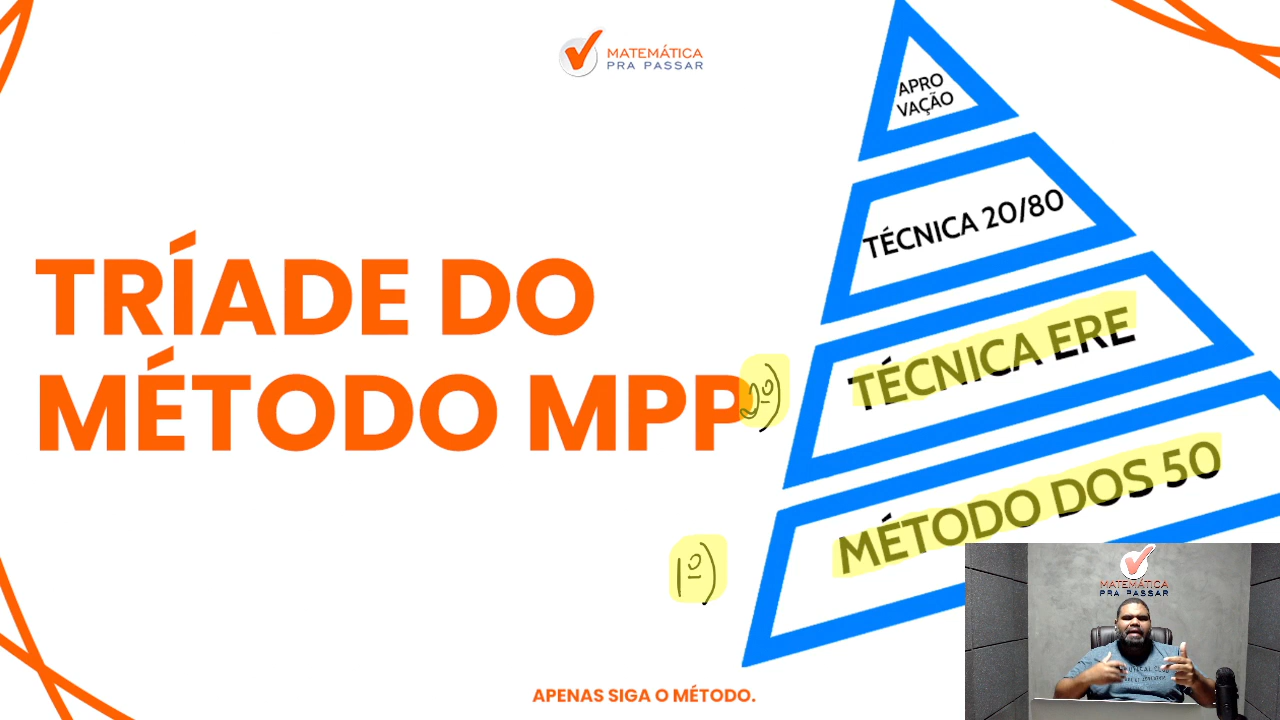 MATEMÁTICA
PRA PASSAR
APRO
VAÇÃO
TÉCNICA 20/80
TRÍADE DO
MÉTODO MPP
TÉCNICA ERE
2º)
MÉTODO DOS 50
1º)
MATEMÁTICA
PRA PASSAR
APENAS SIGA O MÉTODO.